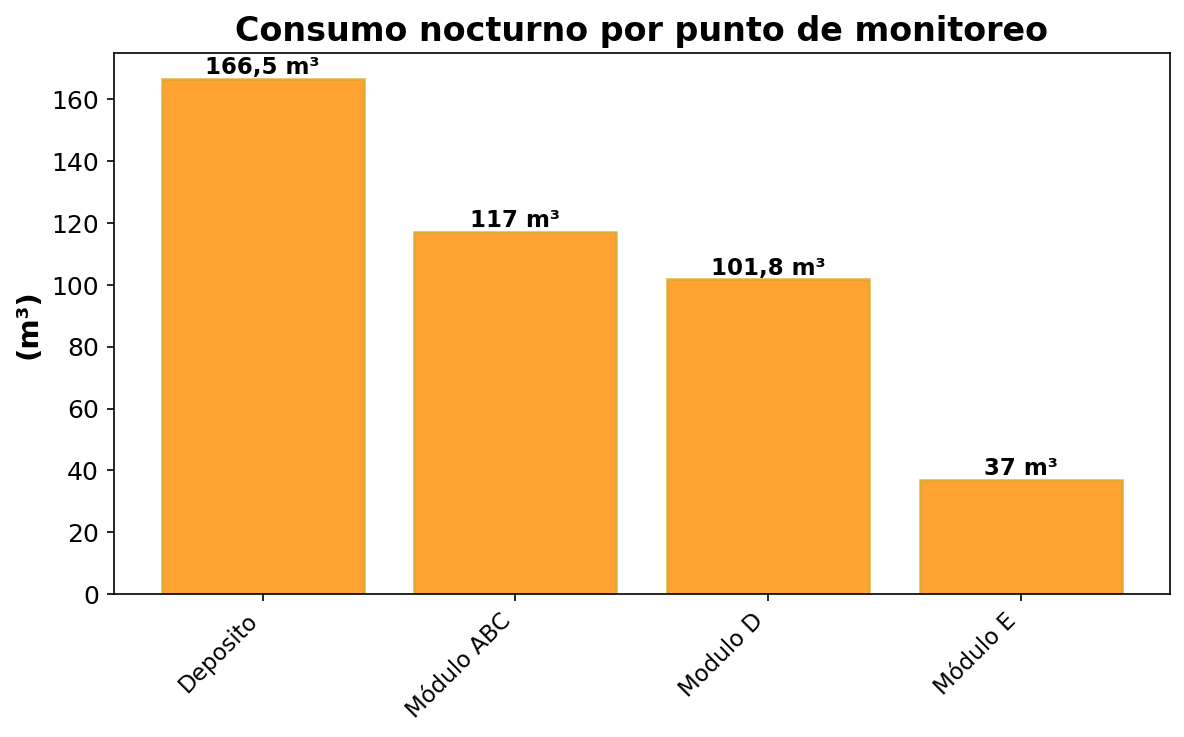 Consumo nocturno por punto de monitoreo
(m³)
160
140
120
100
80
60
40
20
0
166,5 m³
117 m³
101,8 m³
37 m³
Deposito
Módulo ABC
Modulo D
Módulo E